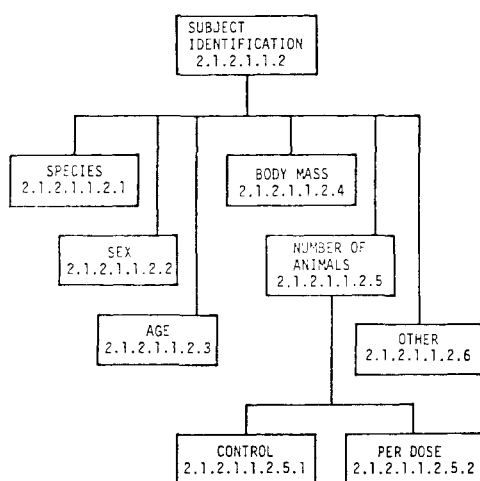 SUBJECT
IDENTIFICATION
2.1.2.1.1.2
SPECIES
2.1.2.1.1.2.1
BODY MASS
2.1.2.1.1.2.4
SEX
2.1.2.1.1.2.2
NUMBER OF
ANIMALS
2.1.2.1.1.2.5
AGE
2.1.2.1.1.2.3
OTHER
2.1.2.1.1.2.6
CONTROL
2.1.2.1.1.2.5.1
PER DOSE
2.1.2.1.1.2.5.2